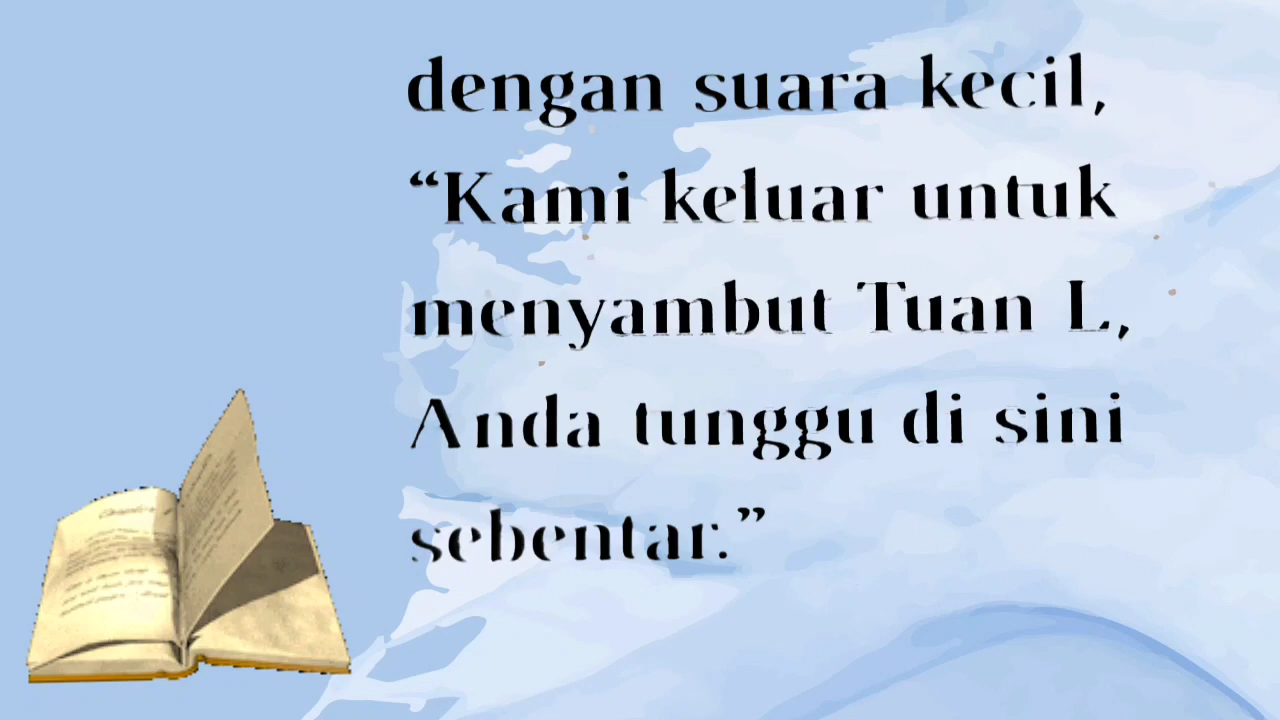 dengan suara kecil,
“Kami keluar untuk
menyambut Tuan L,
Anda tunggu di sini
sebentar.”